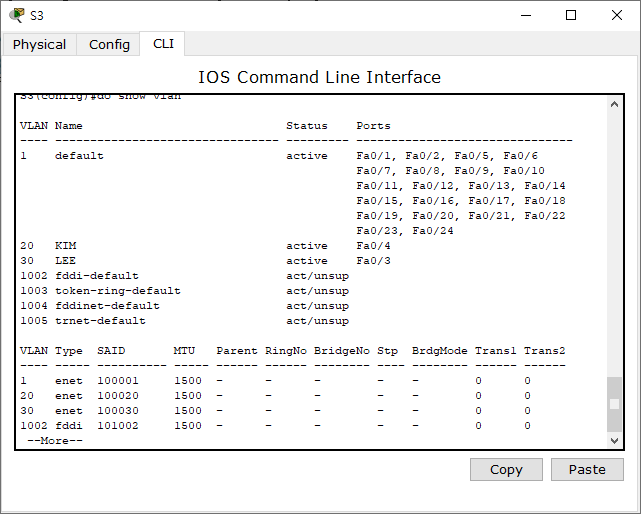 S3
Physical Config CLI
IOS Command Line Interface
S3(config)#do show vlan
VLAN Name                             Status    Ports
---- -------------------------------- --------- -------------------------------
1    default                          active    Fa0/1, Fa0/2, Fa0/5, Fa0/6
                                                Fa0/7, Fa0/8, Fa0/9, Fa0/10
                                                Fa0/11, Fa0/12, Fa0/13, Fa0/14
                                                Fa0/15, Fa0/16, Fa0/17, Fa0/18
                                                Fa0/19, Fa0/20, Fa0/21, Fa0/22
                                                Fa0/23, Fa0/24
20   KIM                              active    Fa0/4
30   LEE                              active    Fa0/3
1002 fddi-default                     act/unsup
1003 token-ring-default               act/unsup
1004 fddinet-default                  act/unsup
1005 trnet-default                    act/unsup
VLAN Type  SAID       MTU   Parent RingNo BridgeNo Stp  BrdgMode Trans1 Trans2
---- ----- ---------- ----- ------ ------ -------- ---- -------- ------ ------
1    enet  100001     1500  -      -      -        -    -        0      0
20   enet  100020     1500  -      -      -        -    -        0      0
30   enet  100030     1500  -      -      -        -    -        0      0
1002 fddi  101002     1500  -      -      -        -    -        0      0
 --More--
Copy Paste